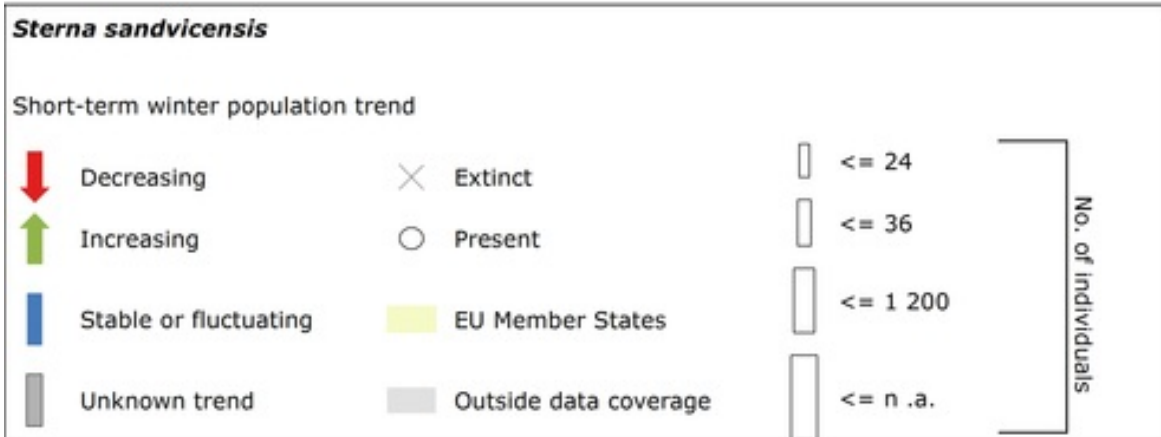 Sterna sandvicensis
Short-term winter population trend
Decreasing
Extinct
<= 24
Increasing
Present
<= 36
Stable or fluctuating
EU Member States
<= 1 200
Unknown trend
Outside data coverage
<= n .a.
No. of individuals